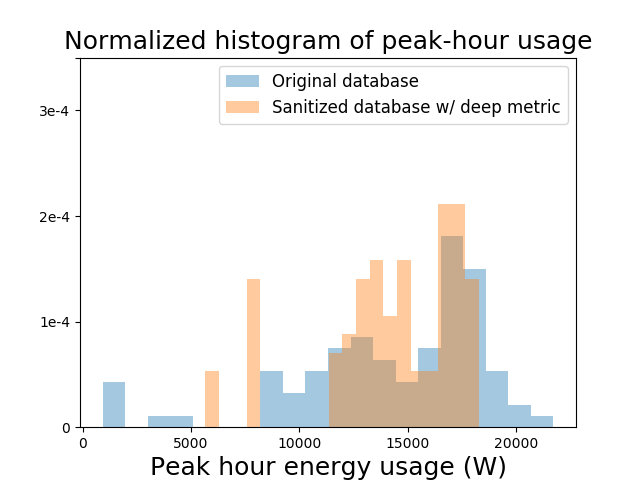 Normalized histogram of peak-hour usage
Original database
Sanitized database w/ deep metric
3e-4
2e-4
1e-4
0
0 5000 10000 15000 20000
Peak hour energy usage (W)